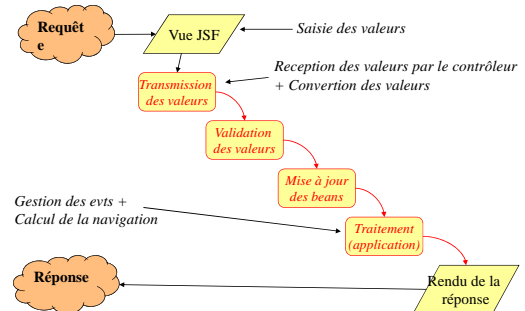 Requêt
e
Vue JSF
Saisie des valeurs
Reception des valeurs par le contrôleur
+ Convertion des valeurs
Transmission
des valeurs
Validation
des valeurs
Mise à jour
des beans
Gestion des evts +
Calcul de la navigation
Traitement
(application)
Réponse
Rendu de la
réponse